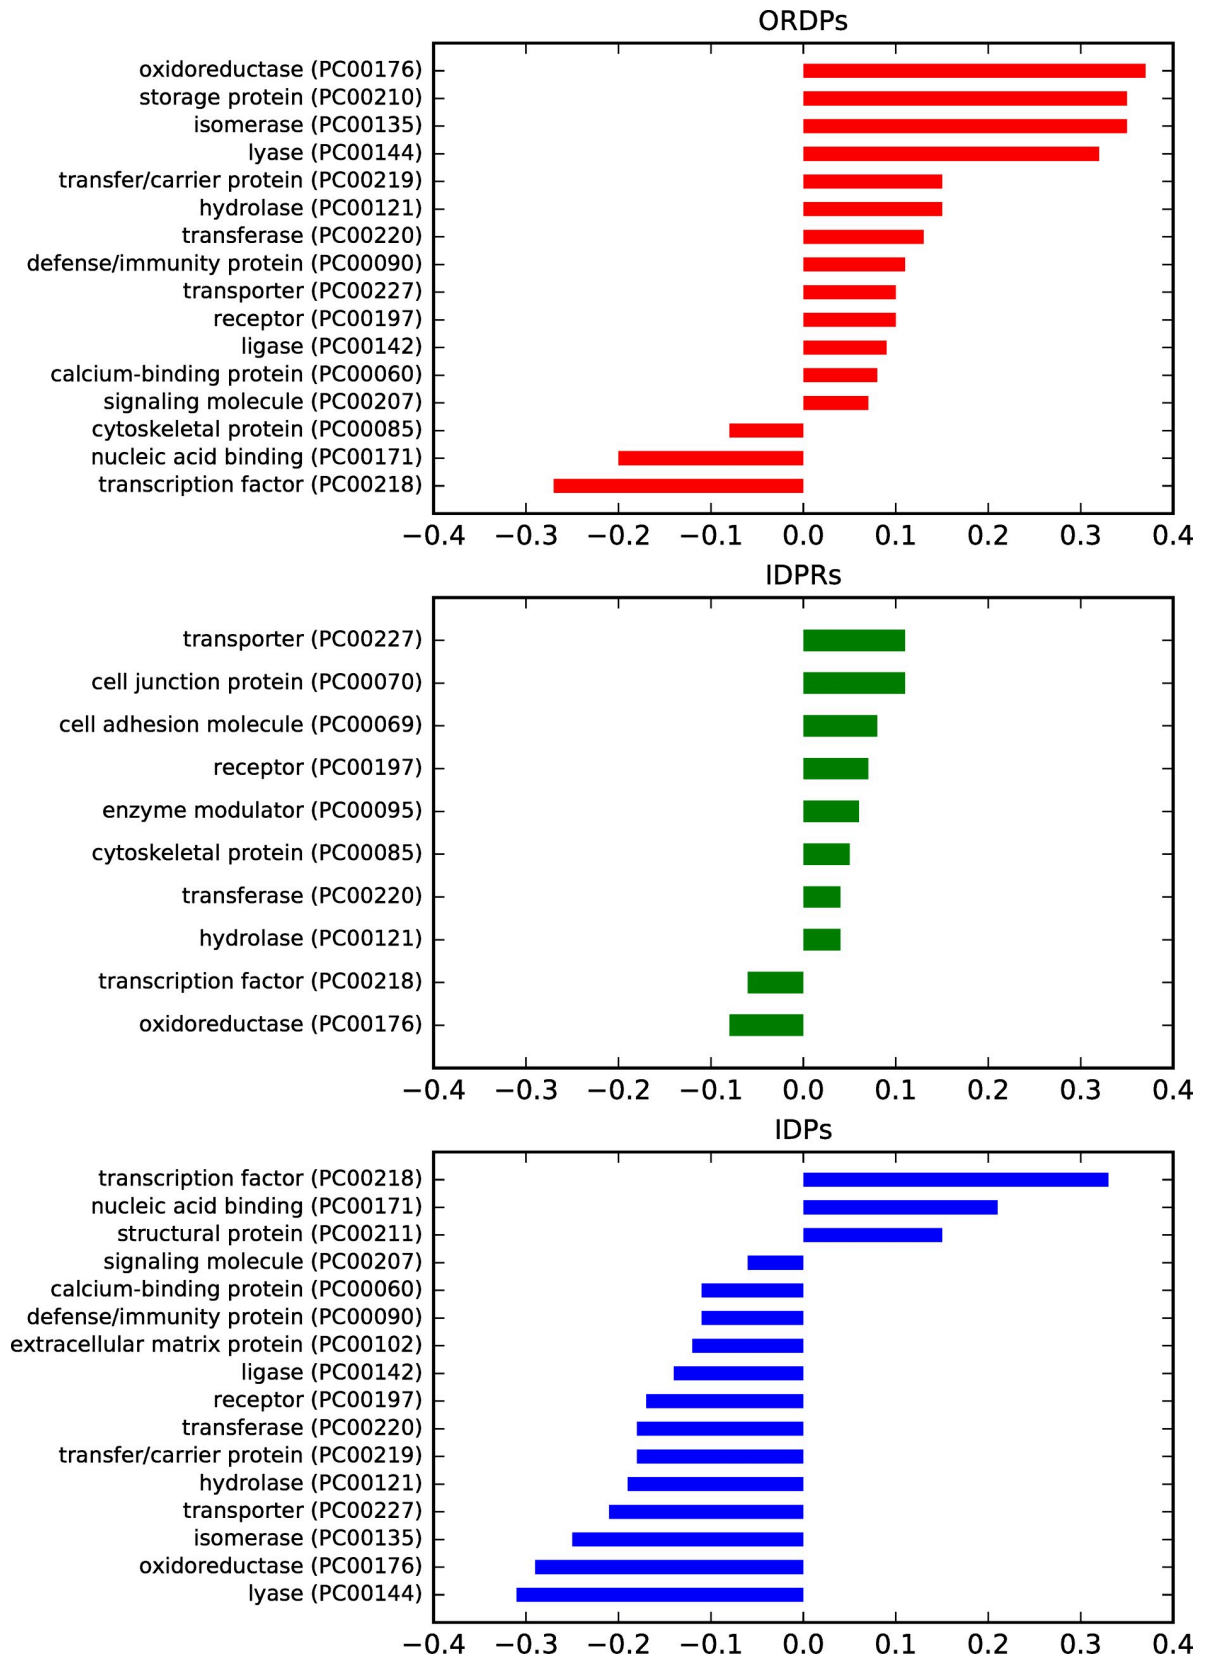 ORDPs
oxidoreductase (PC00176)
storage protein (PC00210)
isomerase (PC00135)
lyase (PC00144)
transfer/carrier protein (PC00219)
hydrolase (PC00121)
transferase (PC00220)
defense/immunity protein (PC00090)
transporter (PC00227)
receptor (PC00197)
ligase (PC00142)
calcium-binding protein (PC00060)
signaling molecule (PC00207)
cytoskeletal protein (PC00085)
nucleic acid binding (PC00171)
transcription factor (PC00218)
−0.4 −0.3 −0.2 −0.1 0.0 0.1 0.2 0.3 0.4
IDPRs
transporter (PC00227)
cell junction protein (PC00070)
cell adhesion molecule (PC00069)
receptor (PC00197)
enzyme modulator (PC00095)
cytoskeletal protein (PC00085)
transferase (PC00220)
hydrolase (PC00121)
transcription factor (PC00218)
oxidoreductase (PC00176)
−0.4 −0.3 −0.2 −0.1 0.0 0.1 0.2 0.3 0.4
IDPs
transcription factor (PC00218)
nucleic acid binding (PC00171)
structural protein (PC00211)
signaling molecule (PC00207)
calcium-binding protein (PC00060)
defense/immunity protein (PC00090)
extracellular matrix protein (PC00102)
ligase (PC00142)
receptor (PC00197)
transferase (PC00220)
transfer/carrier protein (PC00219)
hydrolase (PC00121)
transporter (PC00227)
isomerase (PC00135)
oxidoreductase (PC00176)
lyase (PC00144)
−0.4 −0.3 −0.2 −0.1 0.0 0.1 0.2 0.3 0.4